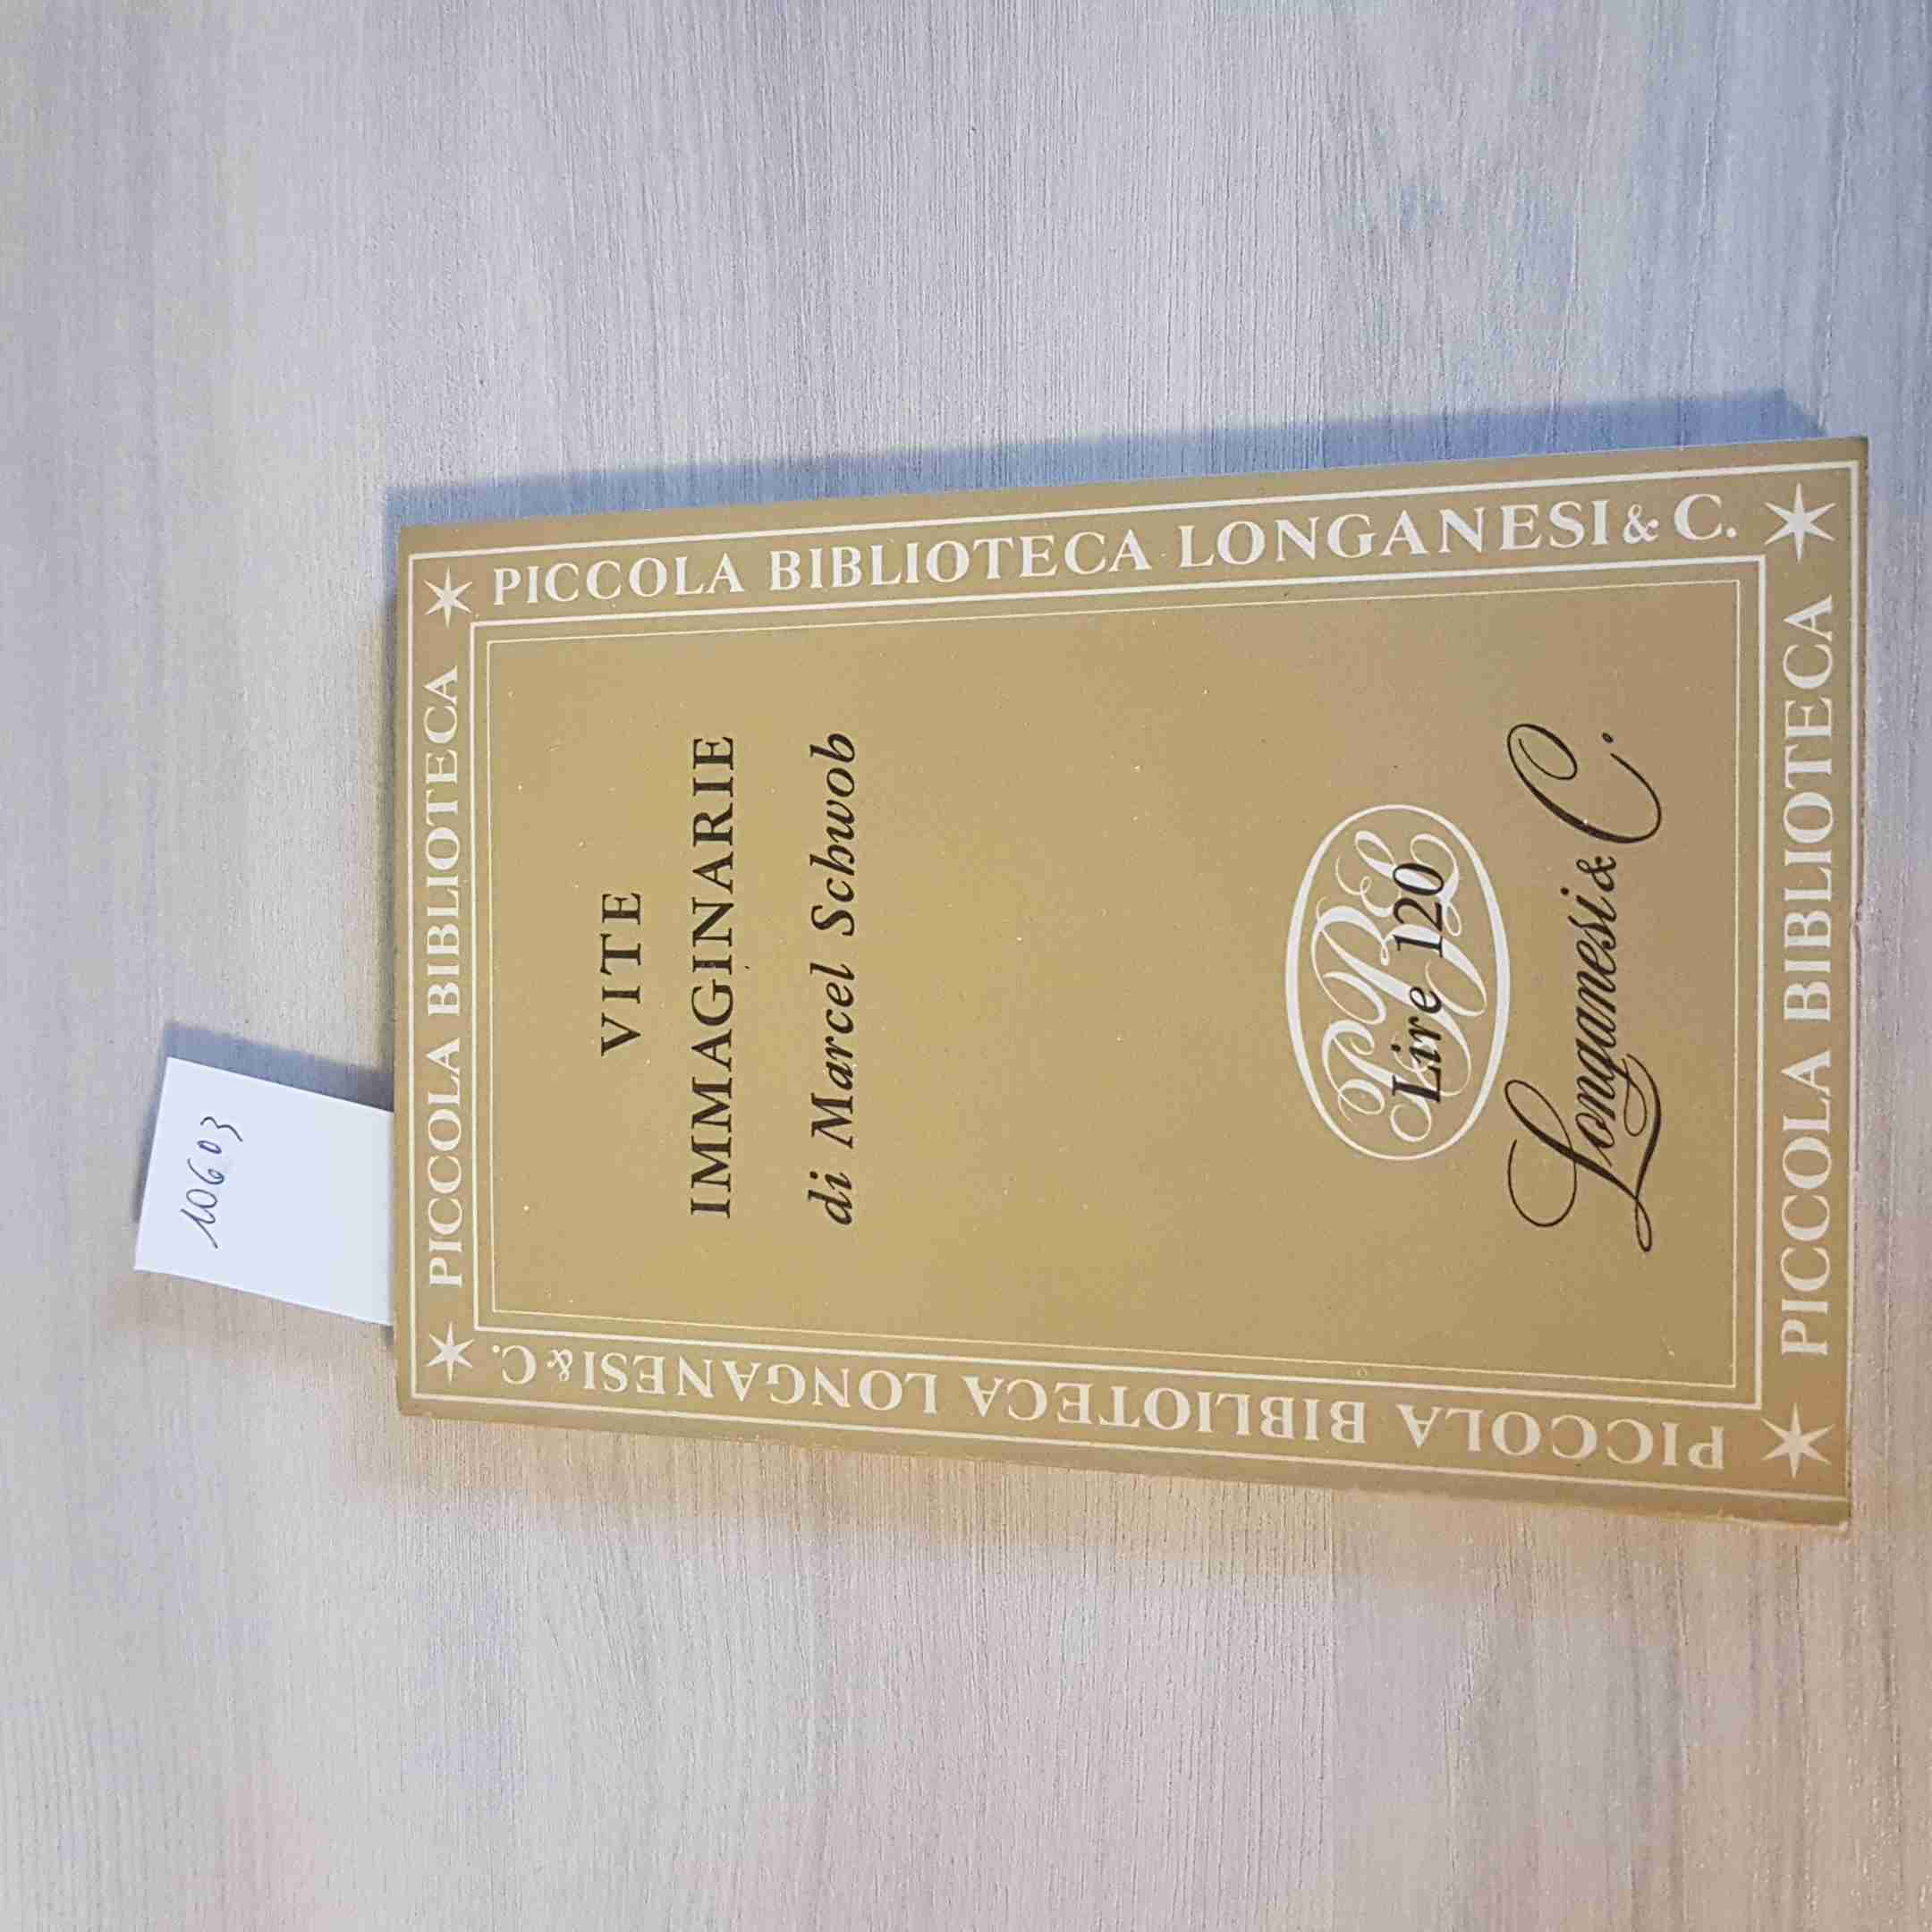 10603
PICCOLA BIBLIOTECA
PICCOLA BIBLIOTECA LONGANESI & C.
VITE
IMMAGINARIE
di Marcel Schwob
Lire 120
Longanesi & C.
PICCOLA BIBLIOTECA LONGANESI & C.
PICCOLA BIBLIOTECA